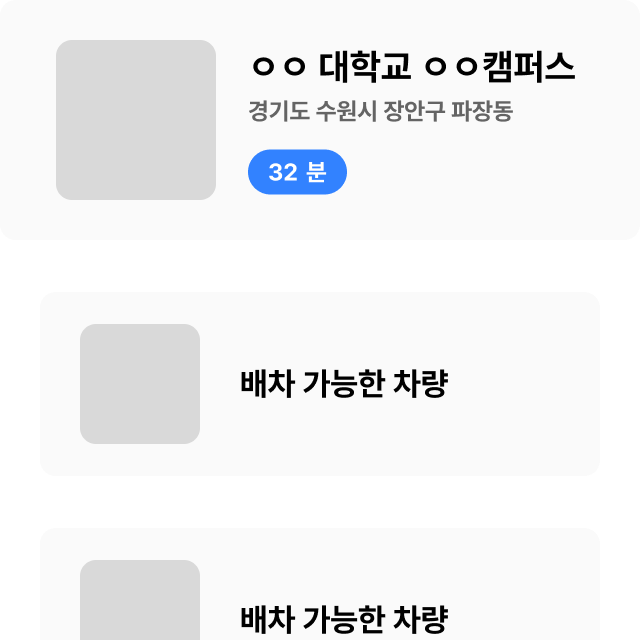 ㅇㅇ 대학교 ㅇㅇ캠퍼스
경기도 수원시 장안구 파장동
32 분
배차 가능한 차량
배차 가능한 차량